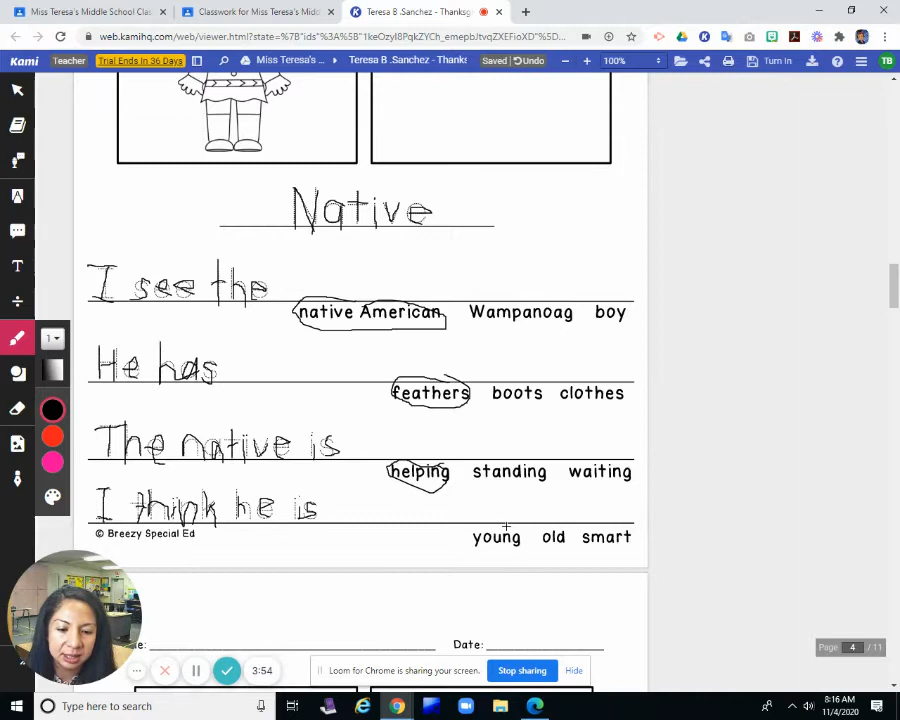 Miss Teresa's Middle School Clas
Classwork for Miss Teresa's Middl
Teresa B .Sanchez - Thanksg
web.kamihq.com/web/viewer.html?state=%7B"ids"%3A%5B"1keOzyI8PqkZYCh_emepbJtvqZXEFioXD"%5D%...
Kami Teacher Trial Ends In 36 Days Miss Teresa's... Teresa B .Sanchez - Thanks Saved Undo 100% Turn In
Native
I see the
native American Wampanoag boy
He has
feathers boots clothes
The native is
helping standing waiting
I think he is
young old smart
© Breezy Special Ed
Date:
Page 4 / 11
3:54
Loom for Chrome is sharing your screen. Stop sharing Hide
Type here to search
8:16 AM
11/4/2020